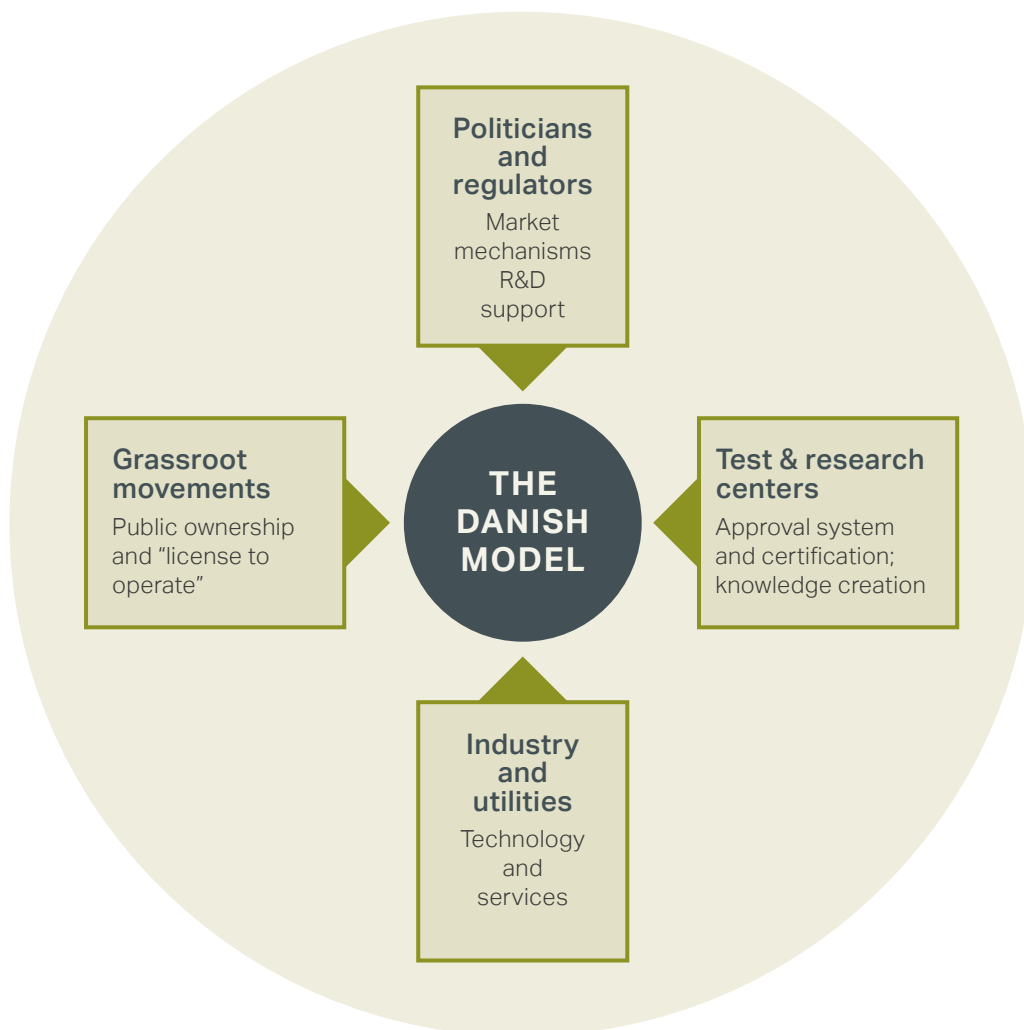 Politicians
and
regulators
Market
mechanisms
R&D
support
Grassroot
movements
Public ownership
and “license to
operate”
THE
DANISH
MODEL
Test & research
centers
Approval system
and certification;
knowledge creation
Industry
and
utilities
Technology
and
services